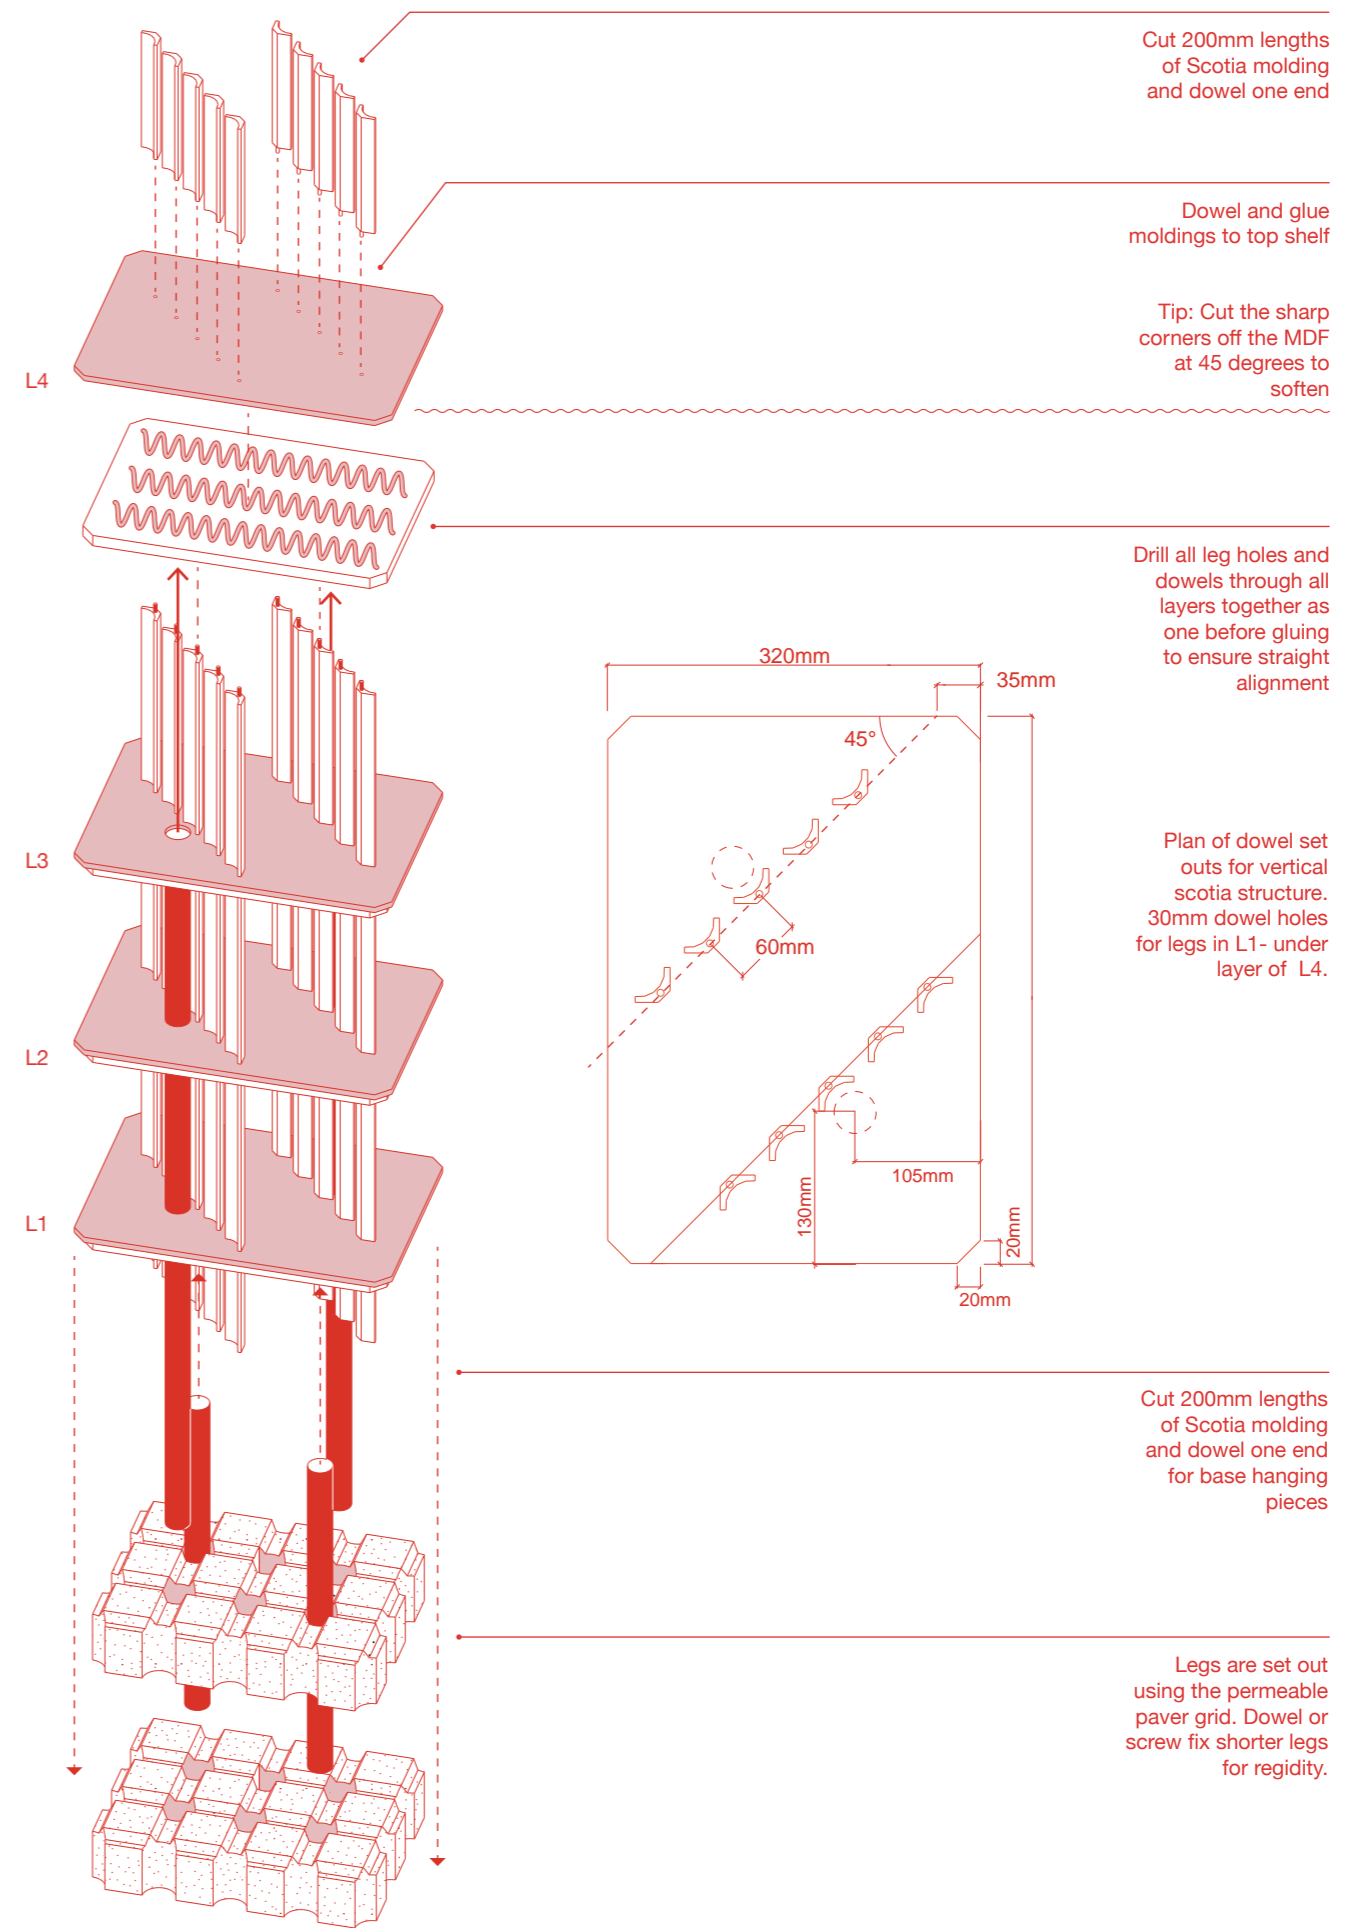 Cut 200mm lengths
of Scotia molding
and dowel one end
Dowel and glue
moldings to top shelf
Tip: Cut the sharp
corners off the MDF
at 45 degrees to
soften
L4
Drill all leg holes and
dowels through all
layers together as
one before gluing
to ensure straight
alignment
320mm
35mm
45°
60mm
105mm
130mm
20mm
20mm
Plan of dowel set
outs for vertical
scotia structure.
30mm dowel holes
for legs in L1- under
layer of L4.
L3
L2
L1
Cut 200mm lengths
of Scotia molding
and dowel one end
for base hanging
pieces
Legs are set out
using the permeable
paver grid. Dowel or
screw fix shorter legs
for regidity.